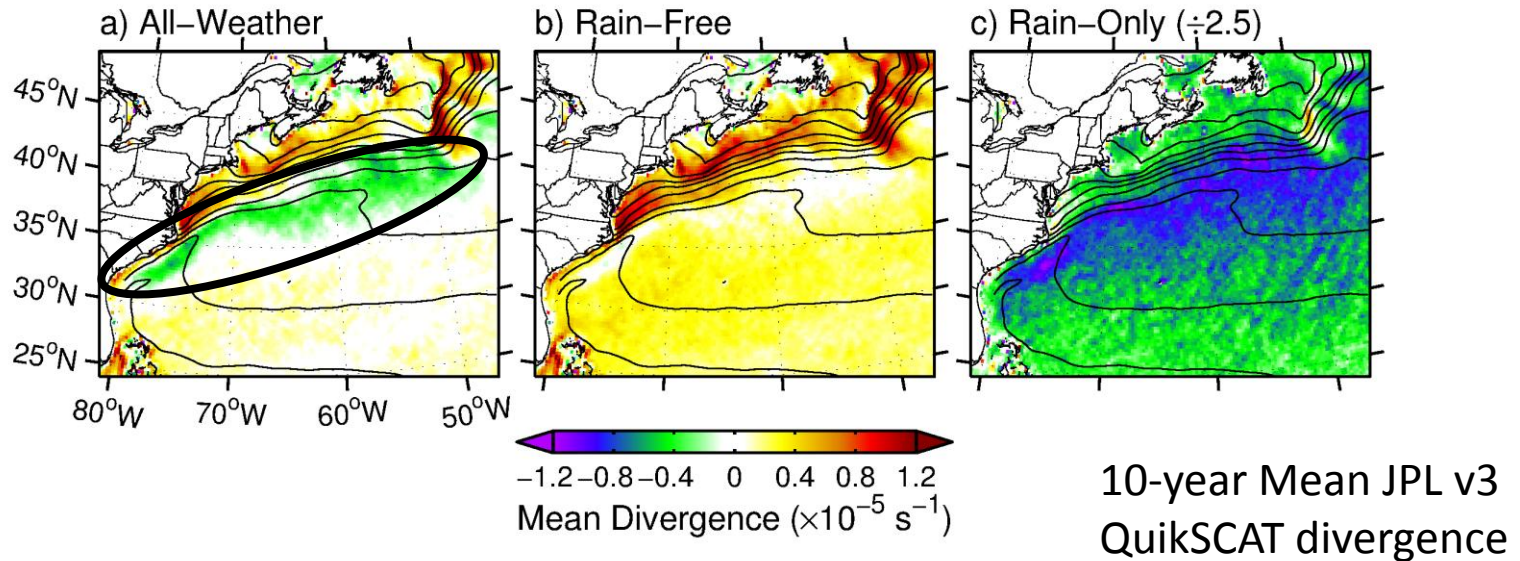 a) All−Weather b) Rain−Free c) Rain−Only (÷2.5)
45°N
40°N
35°N
30°N
25°N
80°W 70°W 60°W 50°W
−1.2 −0.8 −0.4 0 0.4 0.8 1.2
Mean Divergence (×10⁻⁵ s⁻¹)
10-year Mean JPL v3
QuikSCAT divergence